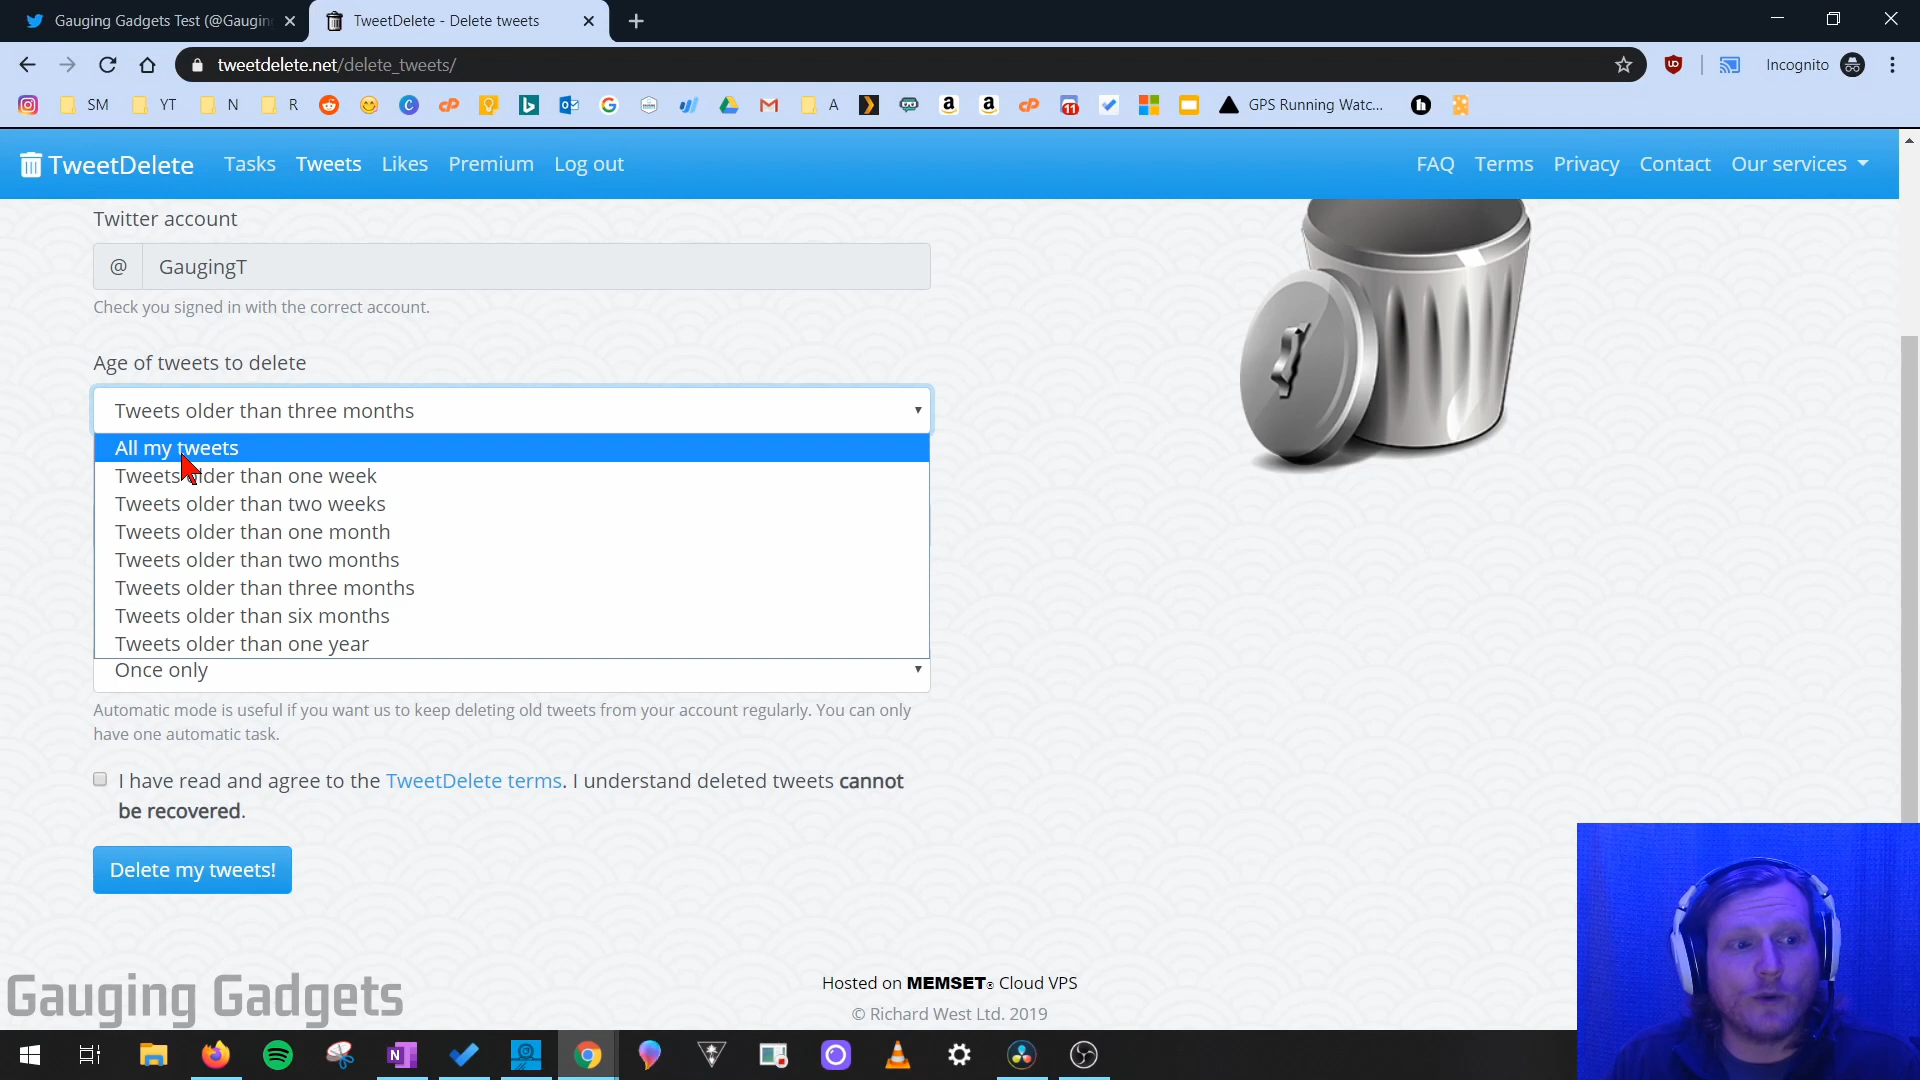 Gauging Gadgets Test (@Gaugin
TweetDelete - Delete tweets
tweetdelete.net/delete_tweets/
Incognito
SM
YT
N
R
A
11
GPS Running Watc...
TweetDelete
Tasks
Tweets
Likes
Premium
Log out
FAQ
Terms
Privacy
Contact
Our services
Twitter account
@ GaugingT
Check you signed in with the correct account.
Age of tweets to delete
Tweets older than three months
All my tweets
Tweets older than one week
Tweets older than two weeks
Tweets older than one month
Tweets older than two months
Tweets older than three months
Tweets older than six months
Tweets older than one year
Once only
Automatic mode is useful if you want us to keep deleting old tweets from your account regularly. You can only
have one automatic task.
I have read and agree to the TweetDelete terms. I understand deleted tweets cannot
be recovered.
Delete my tweets!
Hosted on MEMSET® Cloud VPS
© Richard West Ltd. 2019
Gauging Gadgets